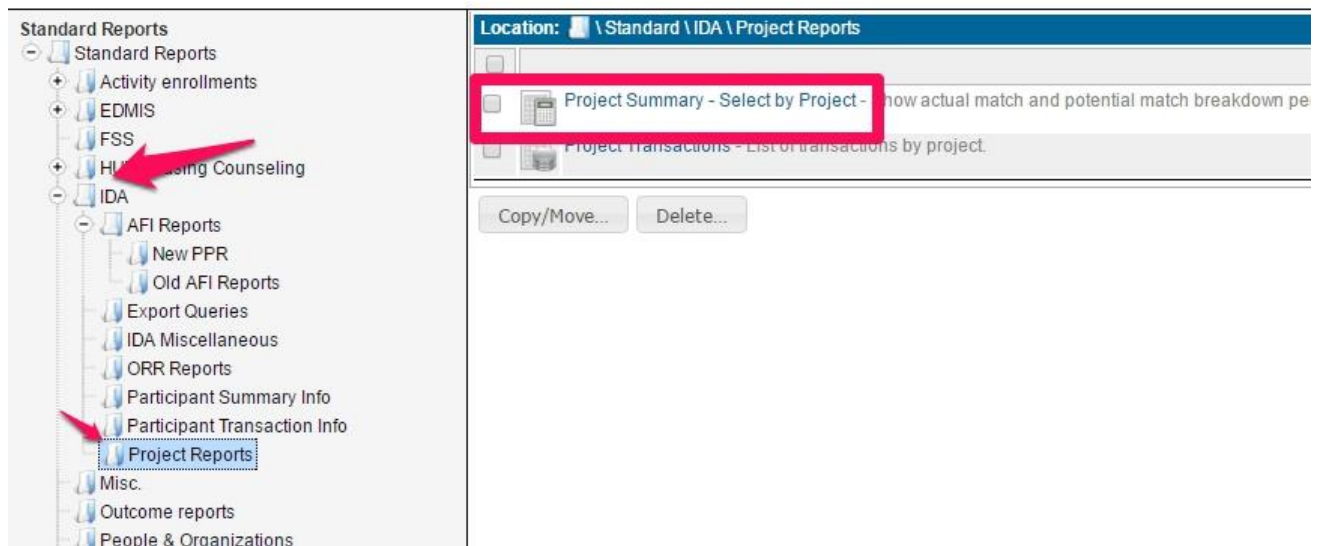 Standard Reports
Standard Reports
Activity enrollments
EDMIS
FSS
Counseling
IDA
AFI Reports
New PPR
Old AFI Reports
Export Queries
IDA Miscellaneous
ORR Reports
Participant Summary Info
Participant Transaction Info
Project Reports
Misc.
Outcome reports
People & Organizations
Location: \ Standard \ IDA \ Project Reports
Project Summary - Select by Project - how actual match and potential match breakdown pe
Project Transactions - List of transactions by project.
Copy/Move... Delete...